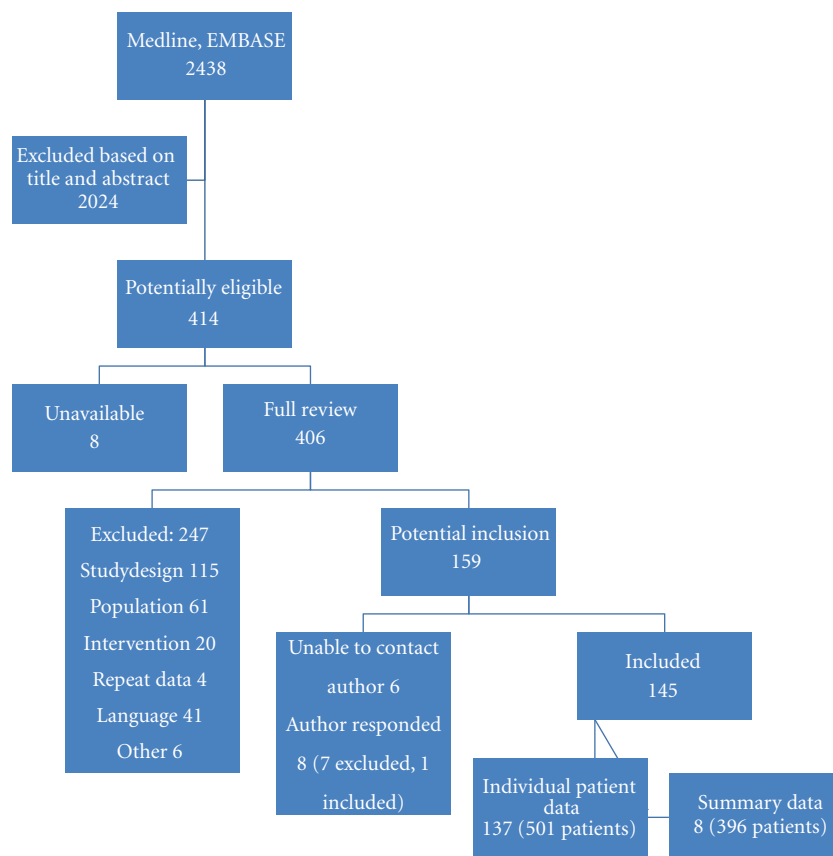 Medline, EMBASE
2438
Excluded based on
title and abstract
2024
Potentially eligible
414
Unavailable
8
Full review
406
Excluded: 247
Studydesign 115
Population 61
Intervention 20
Repeat data 4
Language 41
Other 6
Potential inclusion
159
Unable to contact
author 6
Author responded
8 (7 excluded, 1
included)
Included
145
Individual patient
data
137 (501 patients)
Summary data
8 (396 patients)